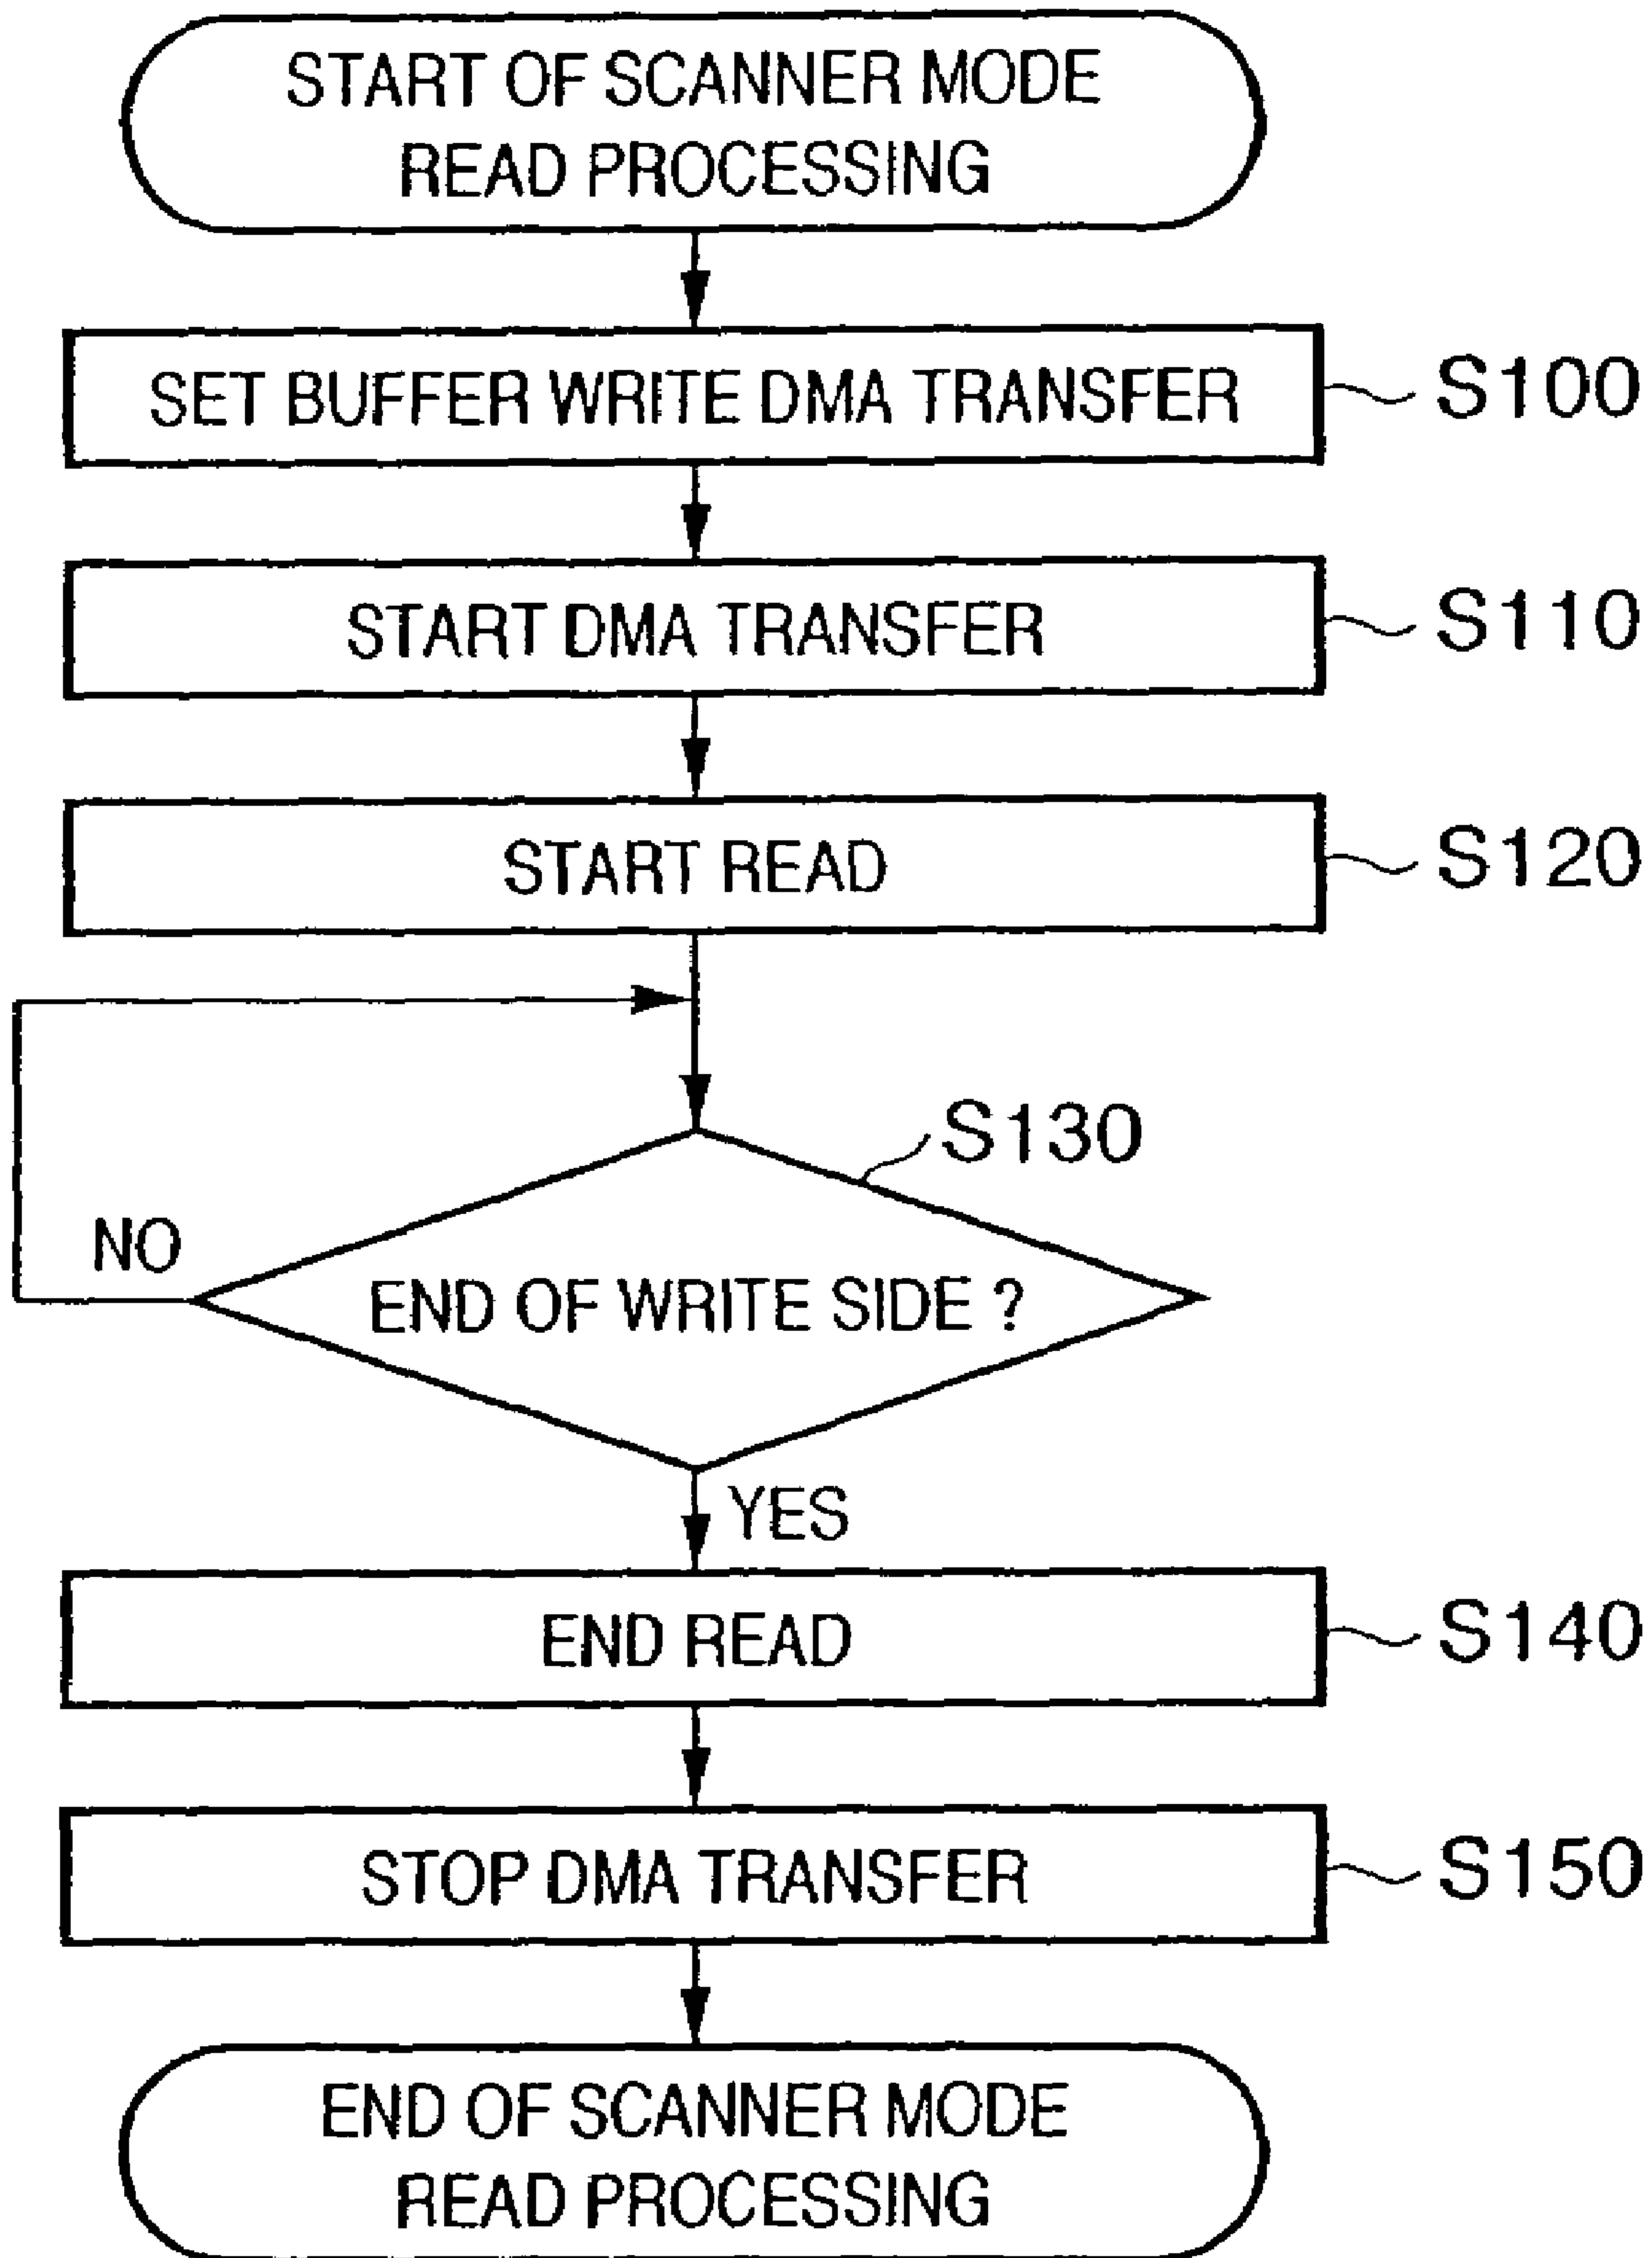 START OF SCANNER MODE
READ PROCESSING
SET BUFFER WRITE DMA TRANSFER
S100
START DMA TRANSFER
S110
START READ
S120
S130
NO
END OF WRITE SIDE ?
YES
END READ
S140
STOP DMA TRANSFER
S150
END OF SCANNER MODE
READ PROCESSING